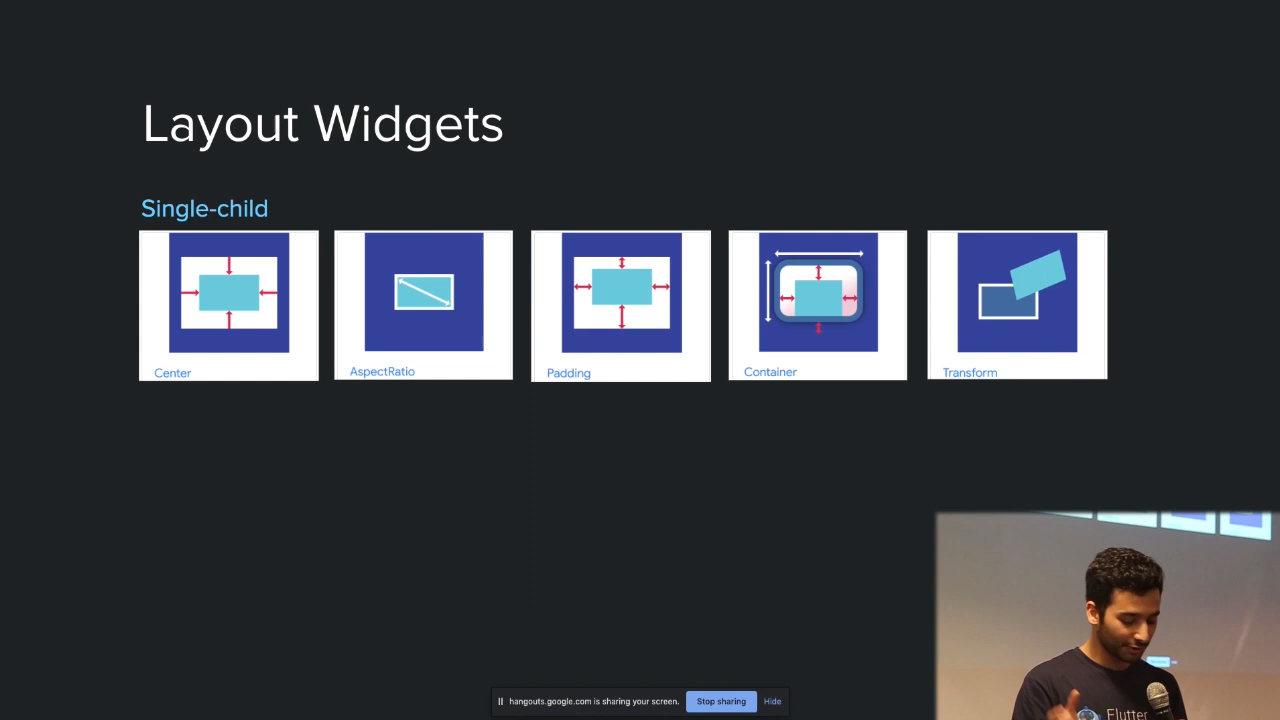 Layout Widgets
Single-child
Center
AspectRatio
Padding
Container
Transform
hangouts.google.com is sharing your screen. Stop sharing Hide
Flutter